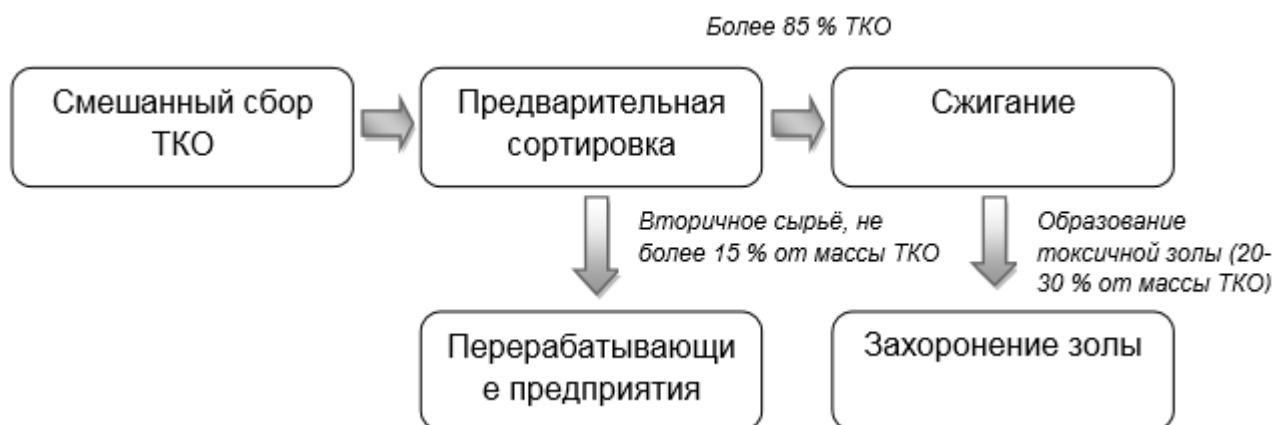 Более 85 % ТКО
Смешанный сбор
ТКО
Предварительная
сортировка
Сжигание
Вторичное сырьё, не
более 15 % от массы ТКО
Образование
токсичной золы (20-
30 % от массы ТКО)
Перерабатывающи
е предприятия
Захоронение золы